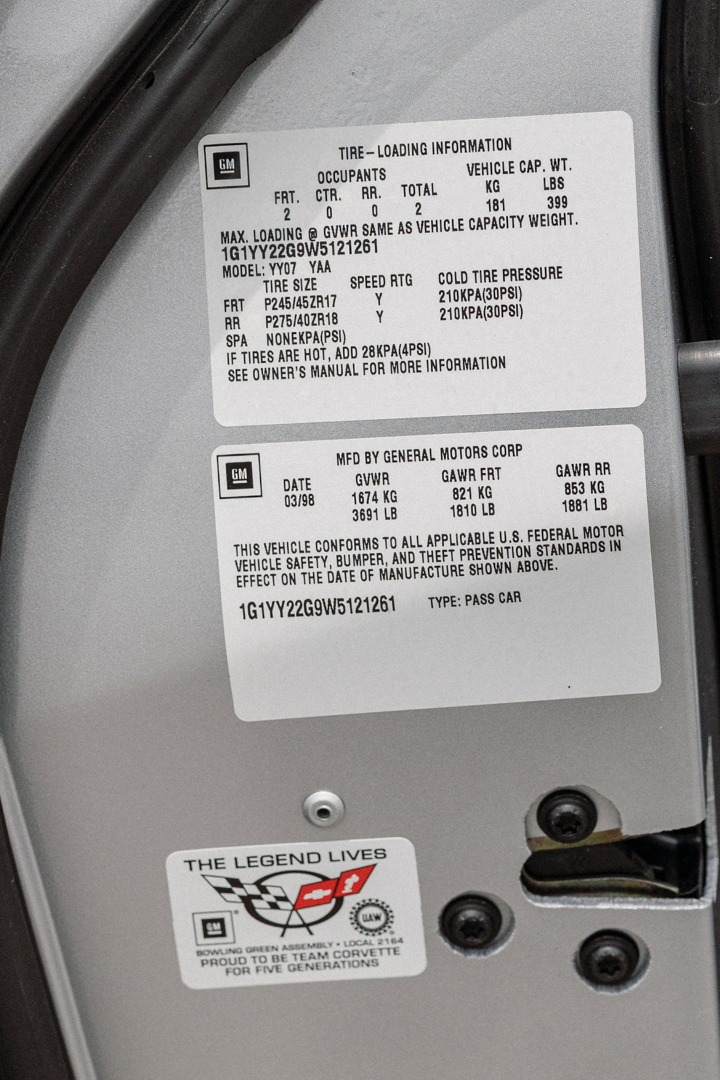 GM
TIRE–LOADING INFORMATION
OCCUPANTS VEHICLE CAP. WT.
FRT. CTR. RR. TOTAL KG LBS
2 0 0 2 181 399
MAX. LOADING @ GVWR SAME AS VEHICLE CAPACITY WEIGHT.
1G1YY22G9W5121261
MODEL: YY07 YAA
TIRE SIZE SPEED RTG COLD TIRE PRESSURE
FRT P245/45ZR17 Y 210KPA(30PSI)
RR P275/40ZR18 Y 210KPA(30PSI)
SPA NONEKPA(PSI)
IF TIRES ARE HOT, ADD 28KPA(4PSI)
SEE OWNER'S MANUAL FOR MORE INFORMATION
GM
MFD BY GENERAL MOTORS CORP
DATE GVWR GAWR FRT GAWR RR
03/98 1674 KG 821 KG 853 KG
3691 LB 1810 LB 1881 LB
THIS VEHICLE CONFORMS TO ALL APPLICABLE U.S. FEDERAL MOTOR
VEHICLE SAFETY, BUMPER, AND THEFT PREVENTION STANDARDS IN
EFFECT ON THE DATE OF MANUFACTURE SHOWN ABOVE.
1G1YY22G9W5121261 TYPE: PASS CAR
THE LEGEND LIVES
GM ® UAW
BOWLING GREEN ASSEMBLY • LOCAL 2164
PROUD TO BE TEAM CORVETTE
FOR FIVE GENERATIONS